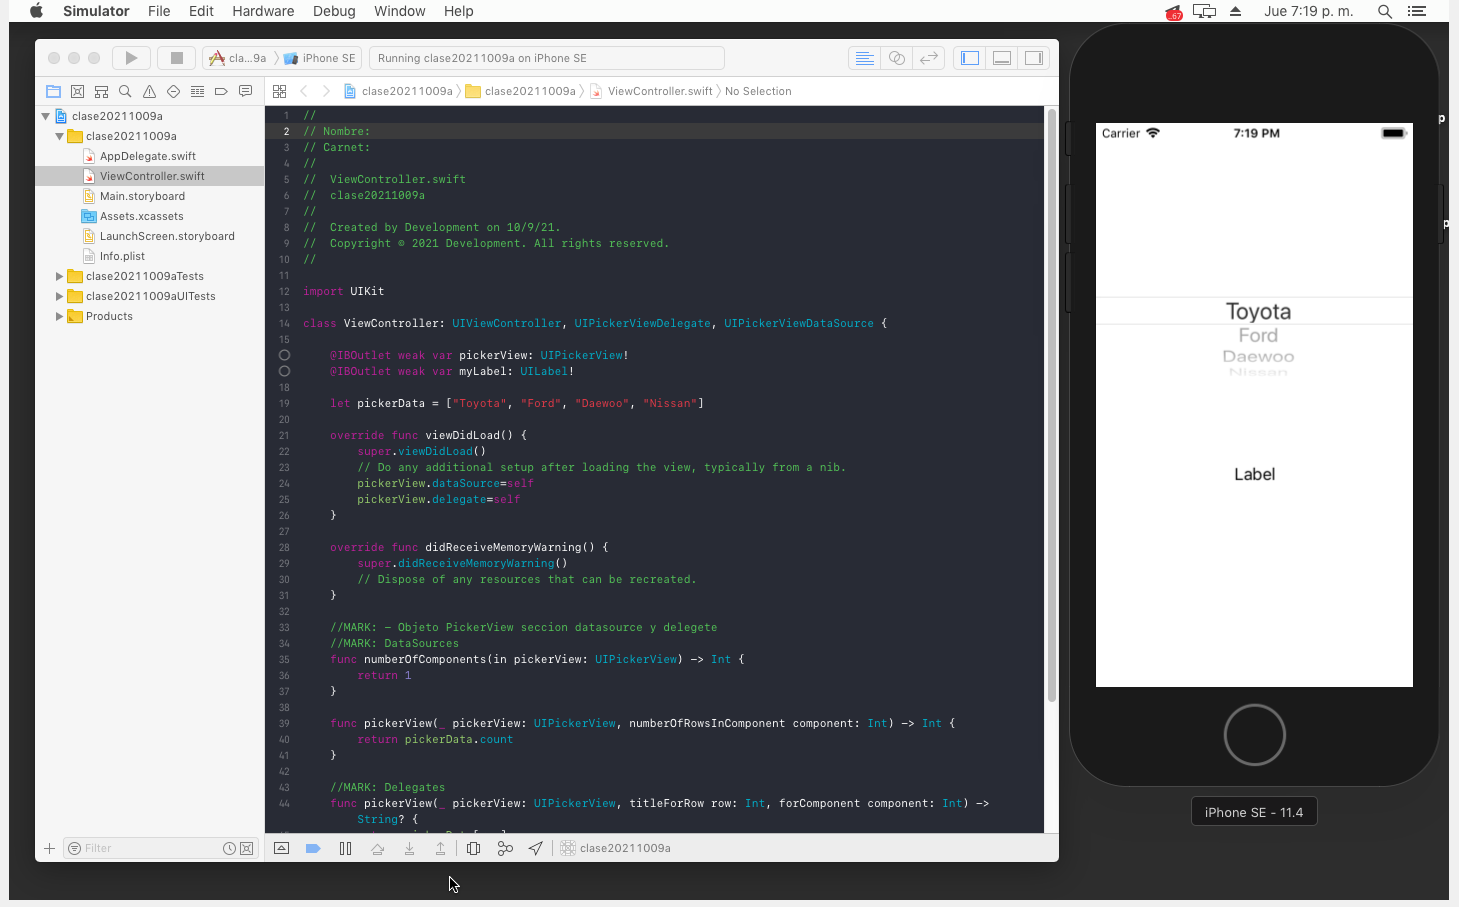 Simulator File Edit Hardware Debug Window Help
.67 Jue 7:19 p. m.
cla...9a iPhone SE Running clase20211009a on iPhone SE
clase20211009a clase20211009a ViewController.swift No Selection
clase20211009a
clase20211009a
AppDelegate.swift
ViewController.swift
Main.storyboard
Assets.xcassets
LaunchScreen.storyboard
Info.plist
clase20211009aTests
clase20211009aUITests
Products
Filter
1 //
2 // Nombre:
3 // Carnet:
4 //
5 //  ViewController.swift
6 //  clase20211009a
7 //
8 //  Created by Development on 10/9/21.
9 //  Copyright © 2021 Development. All rights reserved.
10 //
11
12 import UIKit
13
14 class ViewController: UIViewController, UIPickerViewDelegate, UIPickerViewDataSource {
15
@IBOutlet weak var pickerView: UIPickerView!
@IBOutlet weak var myLabel: UILabel!
18
19 let pickerData = ["Toyota", "Ford", "Daewoo", "Nissan"]
20
21 override func viewDidLoad() {
22 super.viewDidLoad()
23 // Do any additional setup after loading the view, typically from a nib.
24 pickerView.dataSource=self
25 pickerView.delegate=self
26 }
27
28 override func didReceiveMemoryWarning() {
29 super.didReceiveMemoryWarning()
30 // Dispose of any resources that can be recreated.
31 }
32
33 //MARK: - Objeto PickerView seccion datasource y delegete
34 //MARK: DataSources
35 func numberOfComponents(in pickerView: UIPickerView) -> Int {
36 return 1
37 }
38
39 func pickerView(_ pickerView: UIPickerView, numberOfRowsInComponent component: Int) -> Int {
40 return pickerData.count
41 }
42
43 //MARK: Delegates
44 func pickerView(_ pickerView: UIPickerView, titleForRow row: Int, forComponent component: Int) ->
String? {
clase20211009a
Carrier 7:19 PM
Toyota
Ford
Daewoo
Nissan
Label
iPhone SE - 11.4
p
p